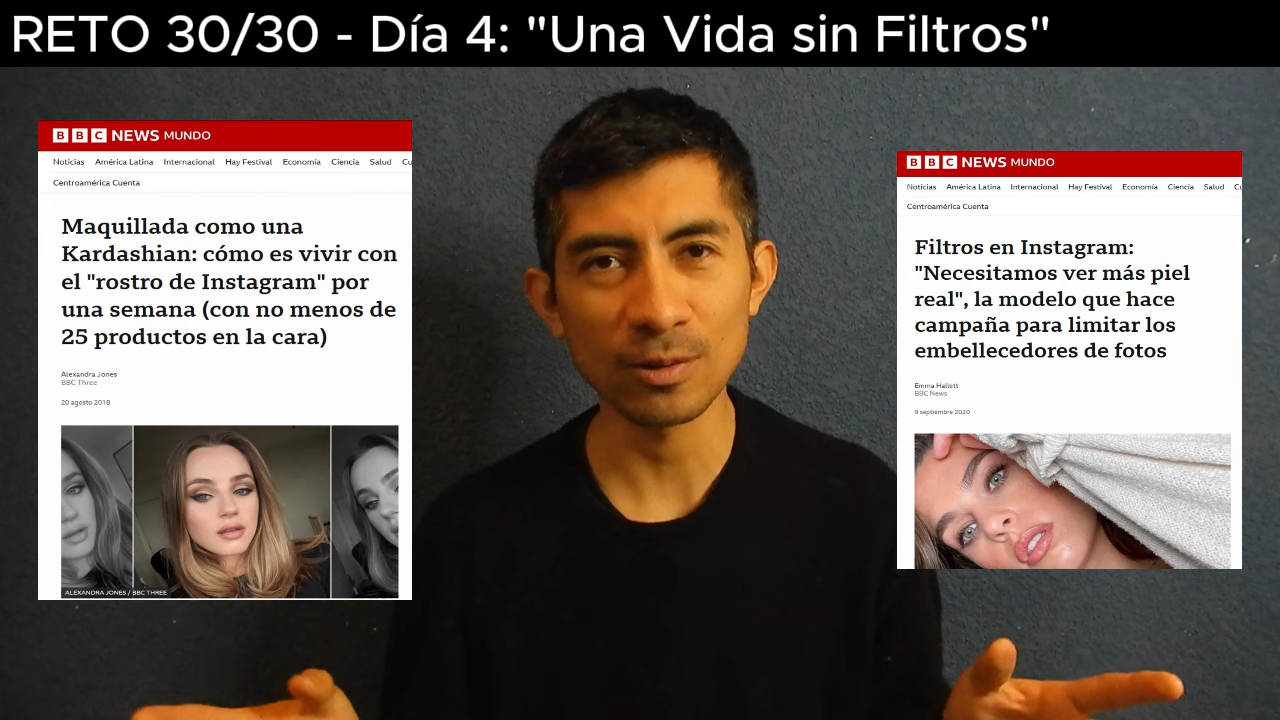 RETO 30/30 - Día 4: "Una Vida sin Filtros"
BBC NEWS MUNDO
Noticias América Latina Internacional Hay Festival Economía Ciencia Salud Cu
Centroamérica Cuenta
Maquillada como una
Kardashian: cómo es vivir con
el "rostro de Instagram" por
una semana (con no menos de
25 productos en la cara)
Alexandra Jones
BBC Three
20 agosto 2018
ALEXANDRA JONES / BBC THREE
BBC NEWS MUNDO
Noticias América Latina Internacional Hay Festival Economía Ciencia Salud Cu
Centroamérica Cuenta
Filtros en Instagram:
"Necesitamos ver más piel
real", la modelo que hace
campaña para limitar los
embellecedores de fotos
Emma Hallett
BBC News
9 septiembre 2020